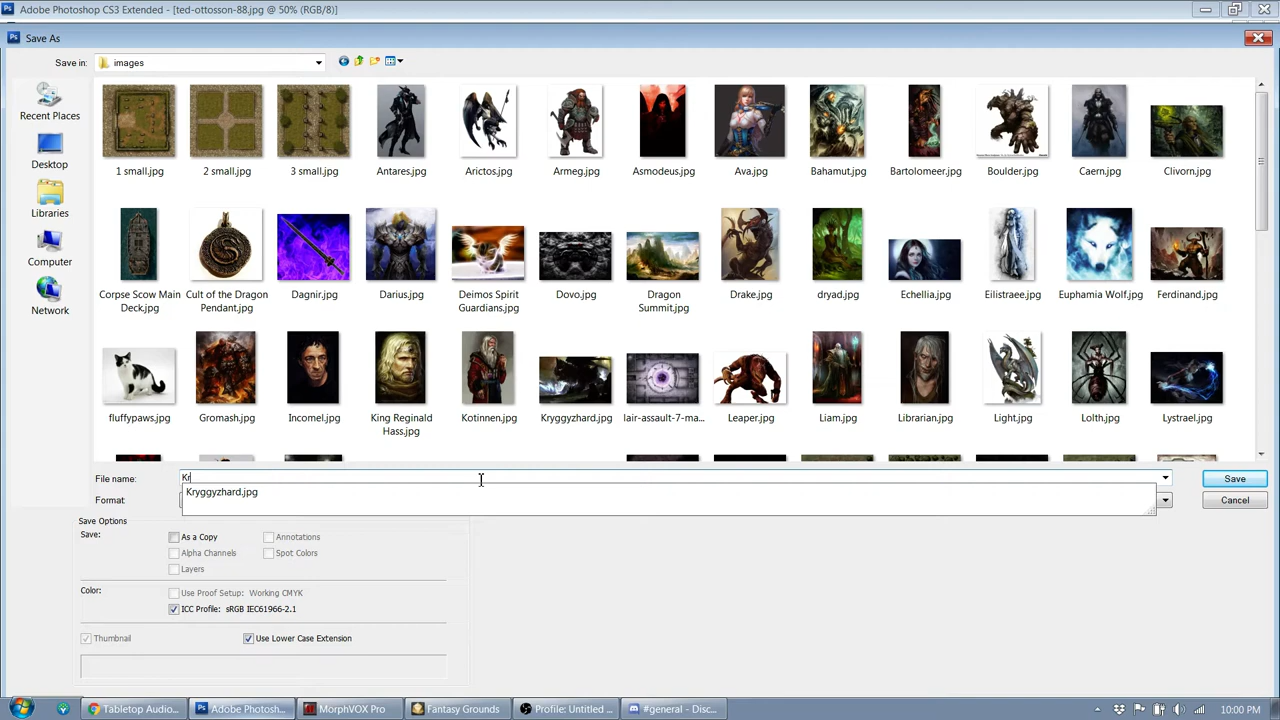 Adobe Photoshop CS3 Extended - [ted-ottosson-88.jpg @ 50% (RGB/8)]
Save As
Save in: images
Recent Places
Desktop
Libraries
Computer
Network
1 small.jpg 2 small.jpg 3 small.jpg Antares.jpg Arictos.jpg Armeg.jpg Asmodeus.jpg Ava.jpg Bahamut.jpg Bartolomeer.jpg Boulder.jpg Caern.jpg Clivorn.jpg
Corpse Scow Main Deck.jpg Cult of the Dragon Pendant.jpg Dagnir.jpg Darius.jpg Deimos Spirit Guardians.jpg Dovo.jpg Dragon Summit.jpg Drake.jpg dryad.jpg Echellia.jpg Eilistraee.jpg Euphamia Wolf.jpg Ferdinand.jpg
fluffypaws.jpg Gromash.jpg Incomel.jpg King Reginald Hass.jpg Kotinnen.jpg Kryggyzhard.jpg lair-assault-7-ma... Leaper.jpg Liam.jpg Librarian.jpg Light.jpg Lolth.jpg Lystrael.jpg
File name: Kr
Save
Kryggyzhard.jpg
Format
Cancel
Save Options
Save: As a Copy Annotations
Alpha Channels Spot Colors
Layers
Color: Use Proof Setup: Working CMYK
ICC Profile: sRGB IEC61966-2.1
Thumbnail Use Lower Case Extension
Tabletop Audio... Adobe Photosh... MorphVOX Pro Fantasy Grounds Profile: Untitled ... #general - Disc... 10:00 PM